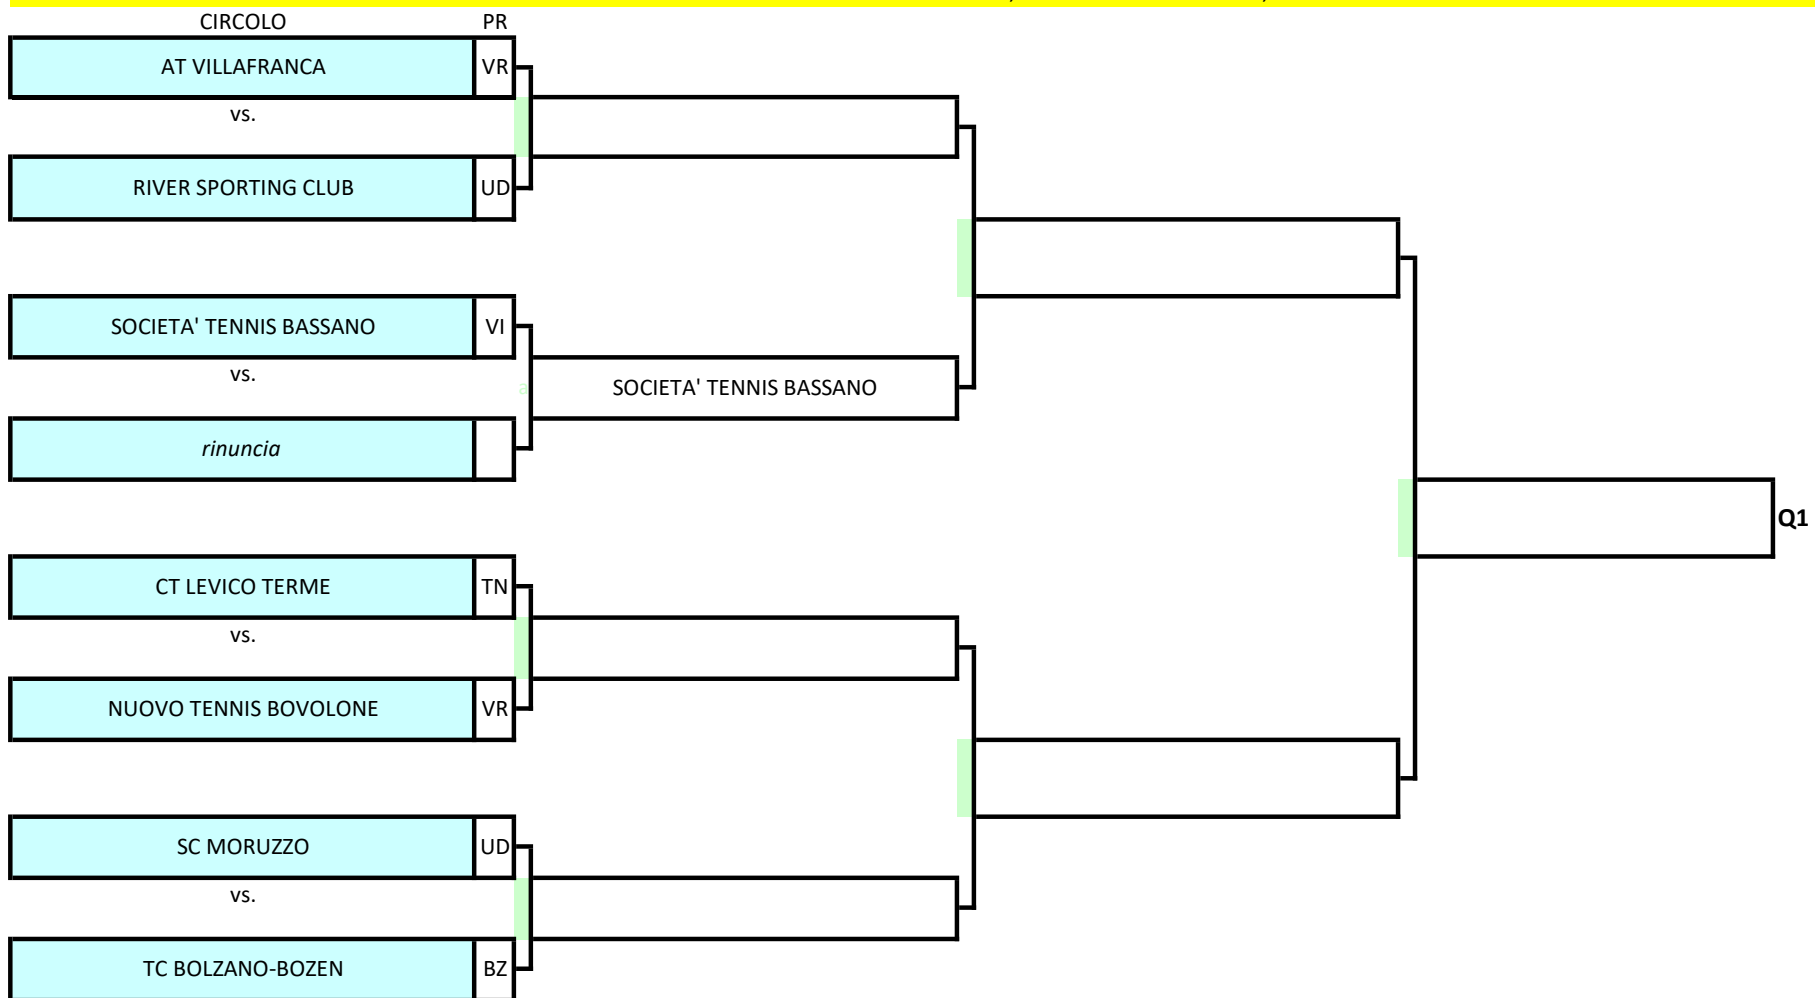 CIRCOLO PR
AT VILLAFRANCA VR
vs.
RIVER SPORTING CLUB UD
SOCIETA' TENNIS BASSANO VI
vs.
a SOCIETA' TENNIS BASSANO
rinuncia
Q1
CT LEVICO TERME TN
vs.
NUOVO TENNIS BOVOLONE VR
SC MORUZZO UD
vs.
TC BOLZANO-BOZEN BZ